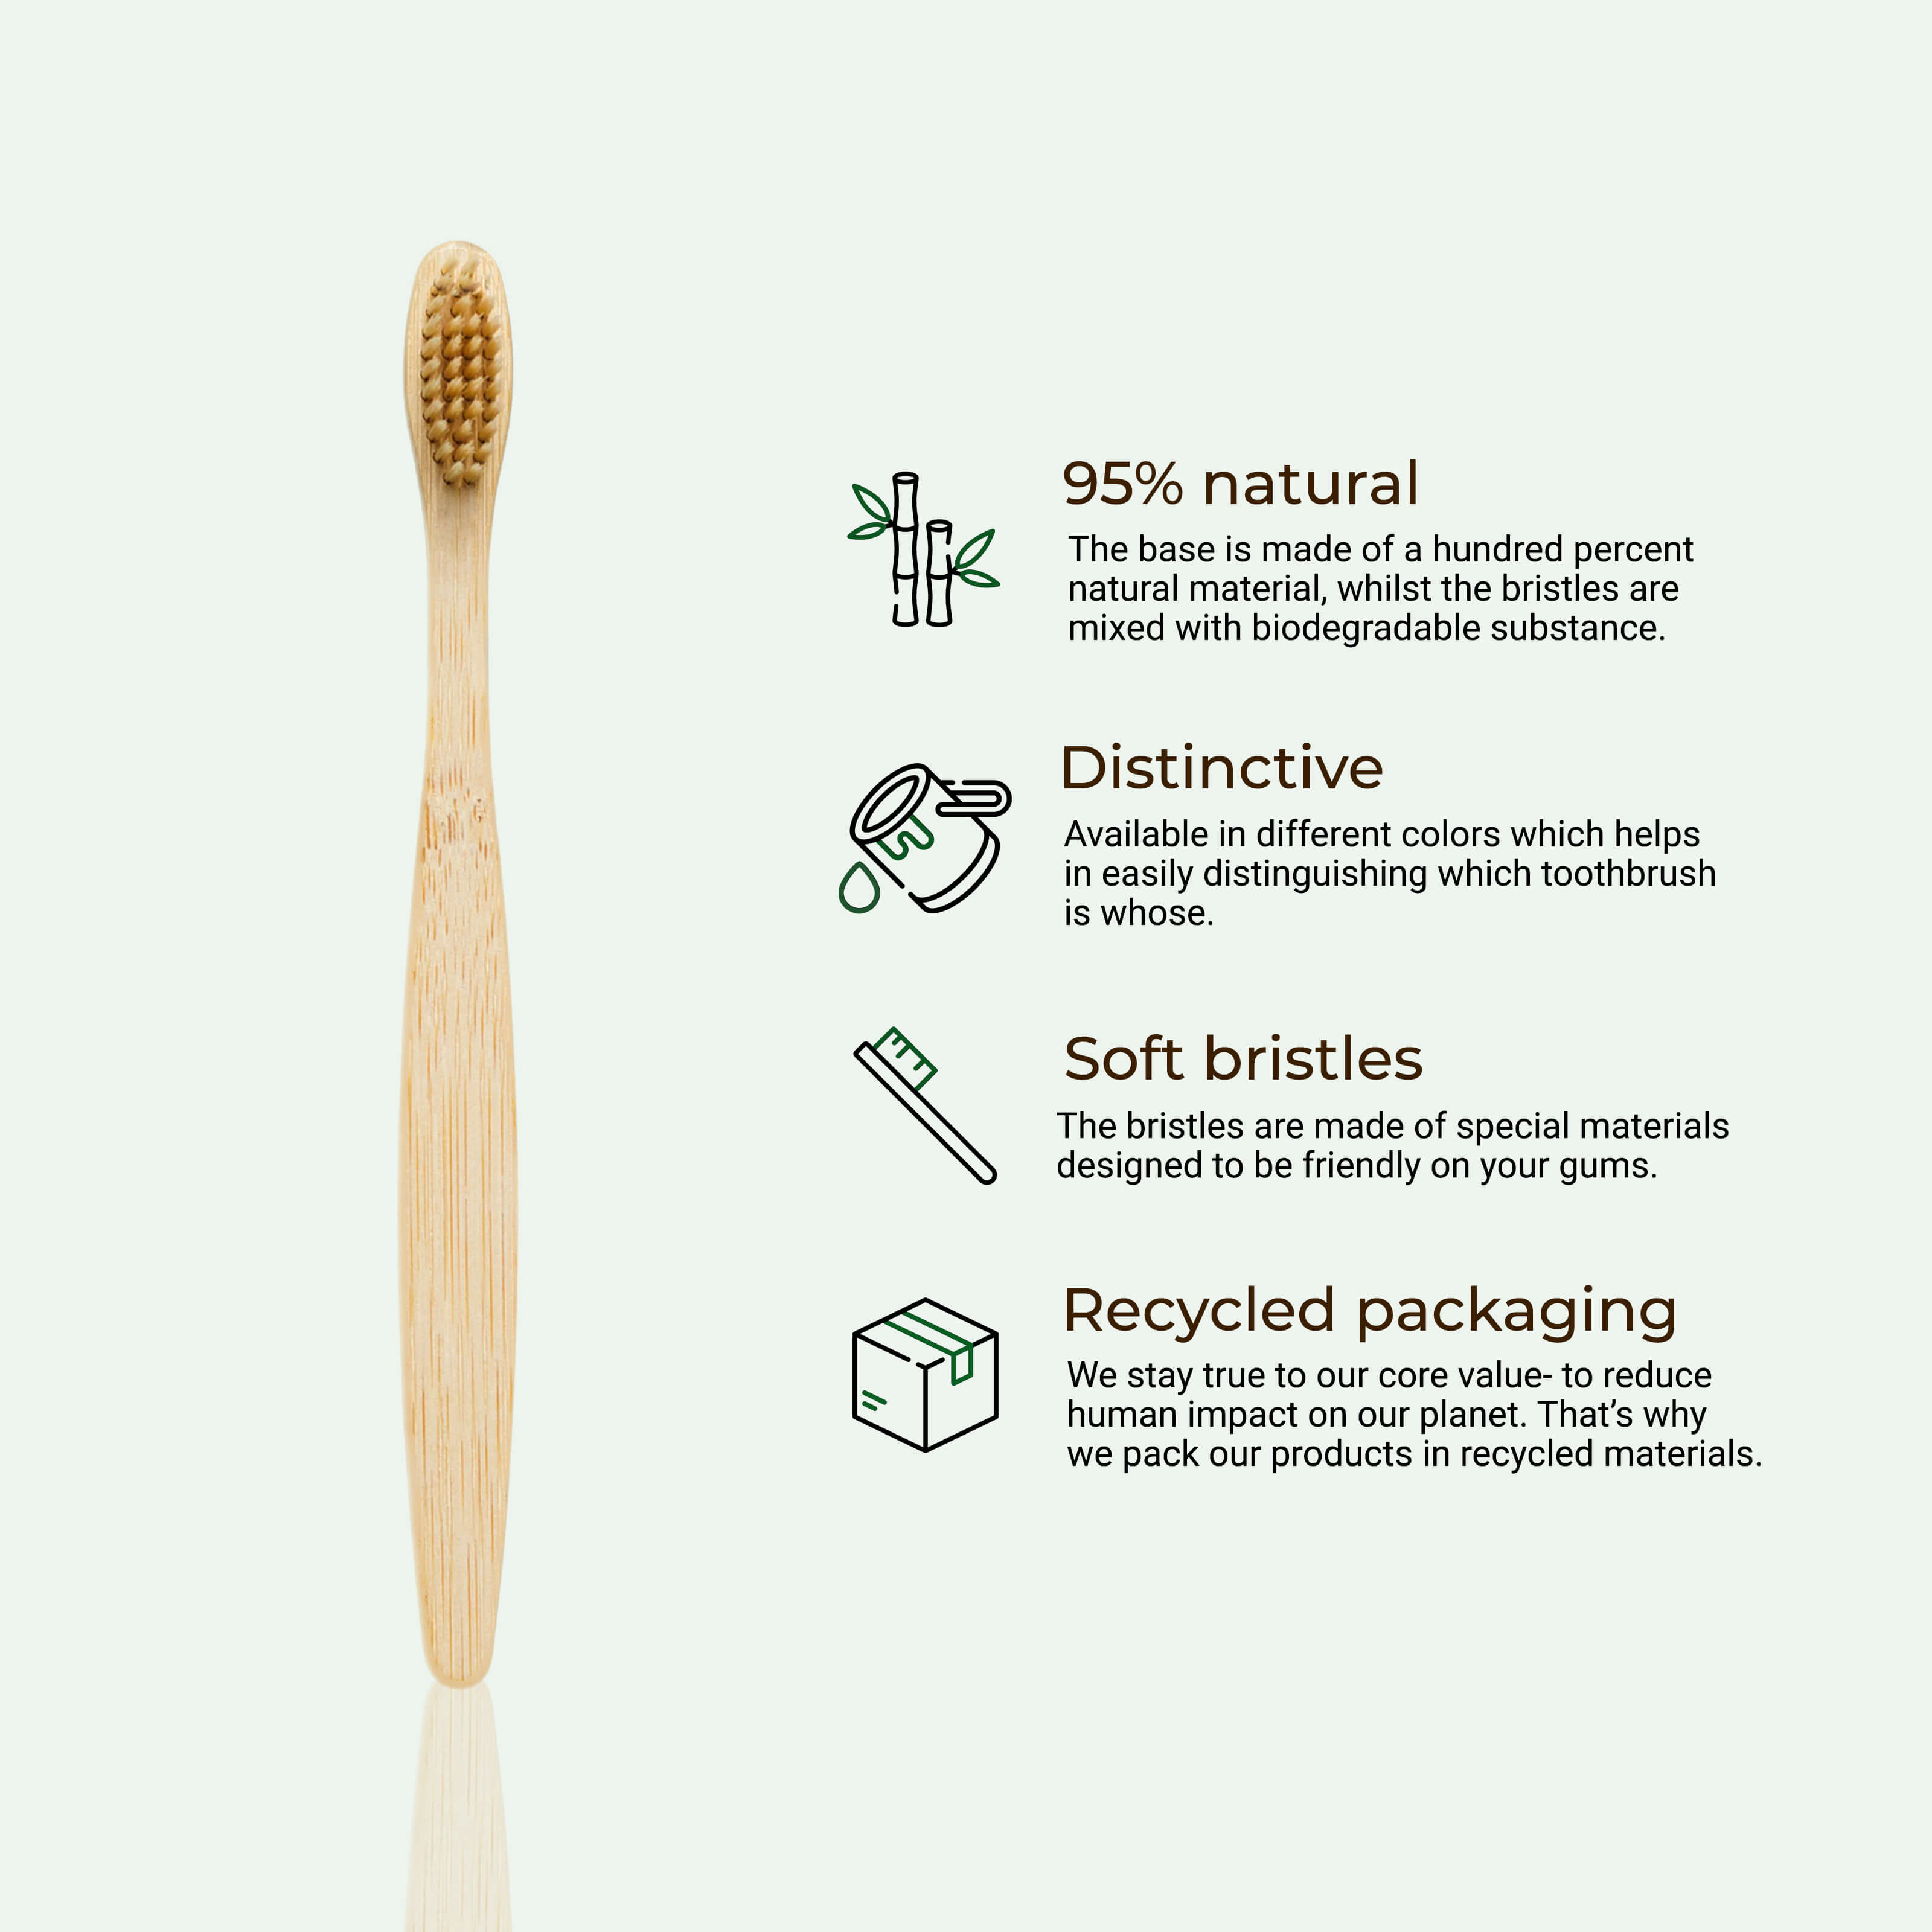 95% natural
The base is made of a hundred percent
natural material, whilst the bristles are
mixed with biodegradable substance.
Distinctive
Available in different colors which helps
in easily distinguishing which toothbrush
is whose.
Soft bristles
The bristles are made of special materials
designed to be friendly on your gums.
Recycled packaging
We stay true to our core value- to reduce
human impact on our planet. That’s why
we pack our products in recycled materials.